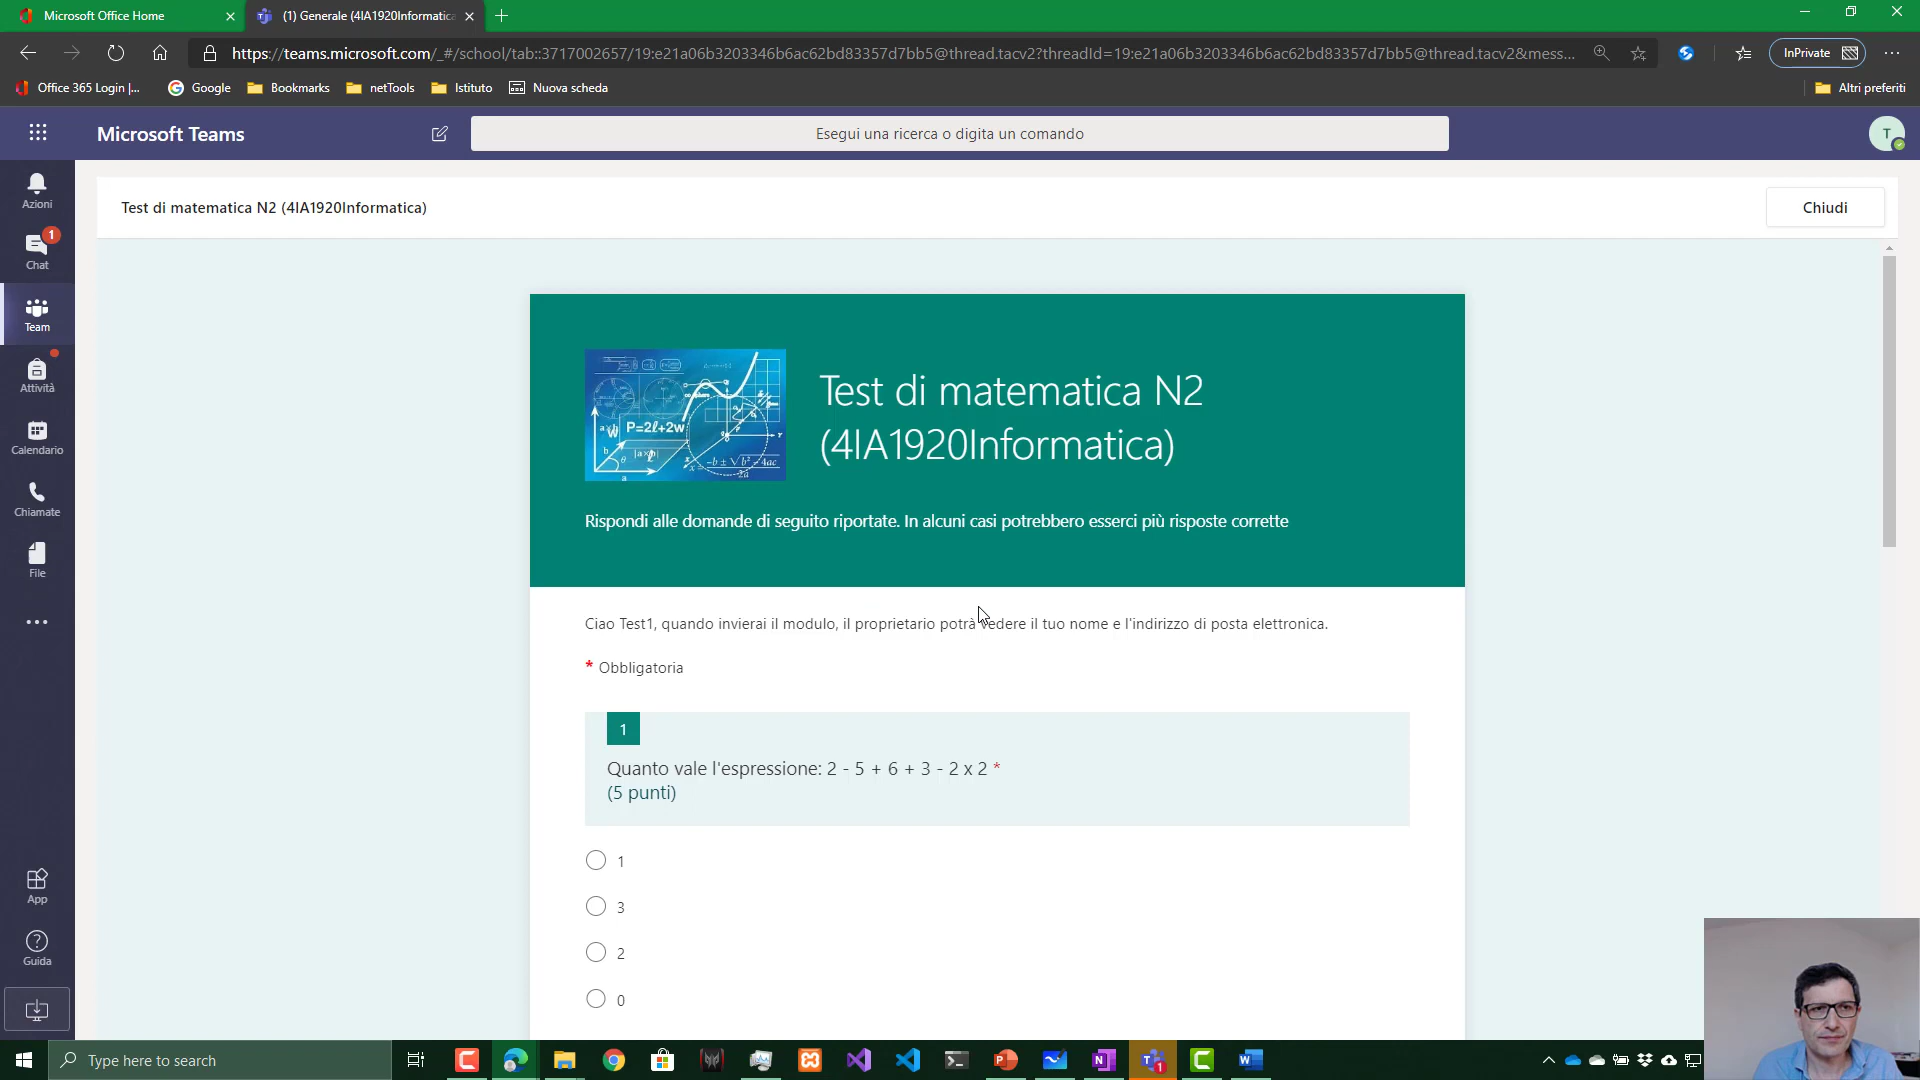 Microsoft Office Home
(1) Generale (4IA1920Informatica
https://teams.microsoft.com/_#/school/tab::3717002657/19:e21a06b3203346b6ac62bd83357d7bb5@thread.tacv2?threadId=19:e21a06b3203346b6ac62bd83357d7bb5@thread.tacv2&mess...
InPrivate
Office 365 Login |...
Google
Bookmarks
netTools
Istituto
Nuova scheda
Altri preferiti
Microsoft Teams
Esegui una ricerca o digita un comando
T
Azioni
1
Chat
Team
Attività
Calendario
Chiamate
File
App
Guida
Test di matematica N2 (4IA1920Informatica)
Chiudi
P=2ℓ+2w
Test di matematica N2
(4IA1920Informatica)
Rispondi alle domande di seguito riportate. In alcuni casi potrebbero esserci più risposte corrette
Ciao Test1, quando invierai il modulo, il proprietario potrà vedere il tuo nome e l'indirizzo di posta elettronica.
* Obbligatoria
1
Quanto vale l'espressione: 2 - 5 + 6 + 3 - 2 x 2 *
(5 punti)
1
3
2
0
Type here to search